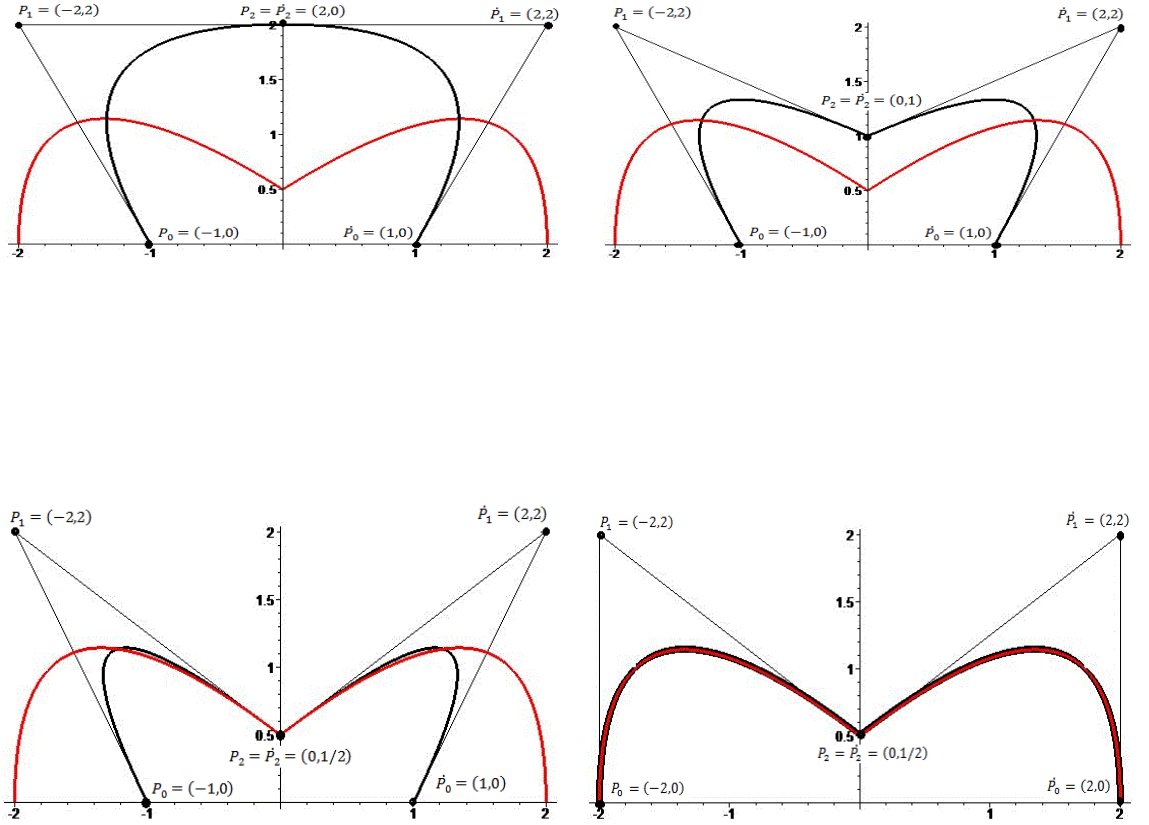 P₁ = (−2,2) P₂ = Ṗ₂ = (2,0) Ṗ₁ = (2,2)
2
1.5
1
0.5
P₀ = (−1,0) Ṗ₀ = (1,0)
-2 -1 1 2
P₁ = (−2,2) Ṗ₁ = (2,2)
2
1.5
P₂ = Ṗ₂ = (0,1)
1
0.5
P₀ = (−1,0) Ṗ₀ = (1,0)
-2 -1 1 2
P₁ = (−2,2) Ṗ₁ = (2,2)
2
1.5
1
0.5
P₂ = Ṗ₂ = (0,1/2)
P₀ = (−1,0) Ṗ₀ = (1,0)
-2 -1 1 2
P₁ = (−2,2) Ṗ₁ = (2,2)
2
1.5
1
0.5
P₂ = Ṗ₂ = (0,1/2)
P₀ = (−2,0) Ṗ₀ = (2,0)
-2 -1 1 2